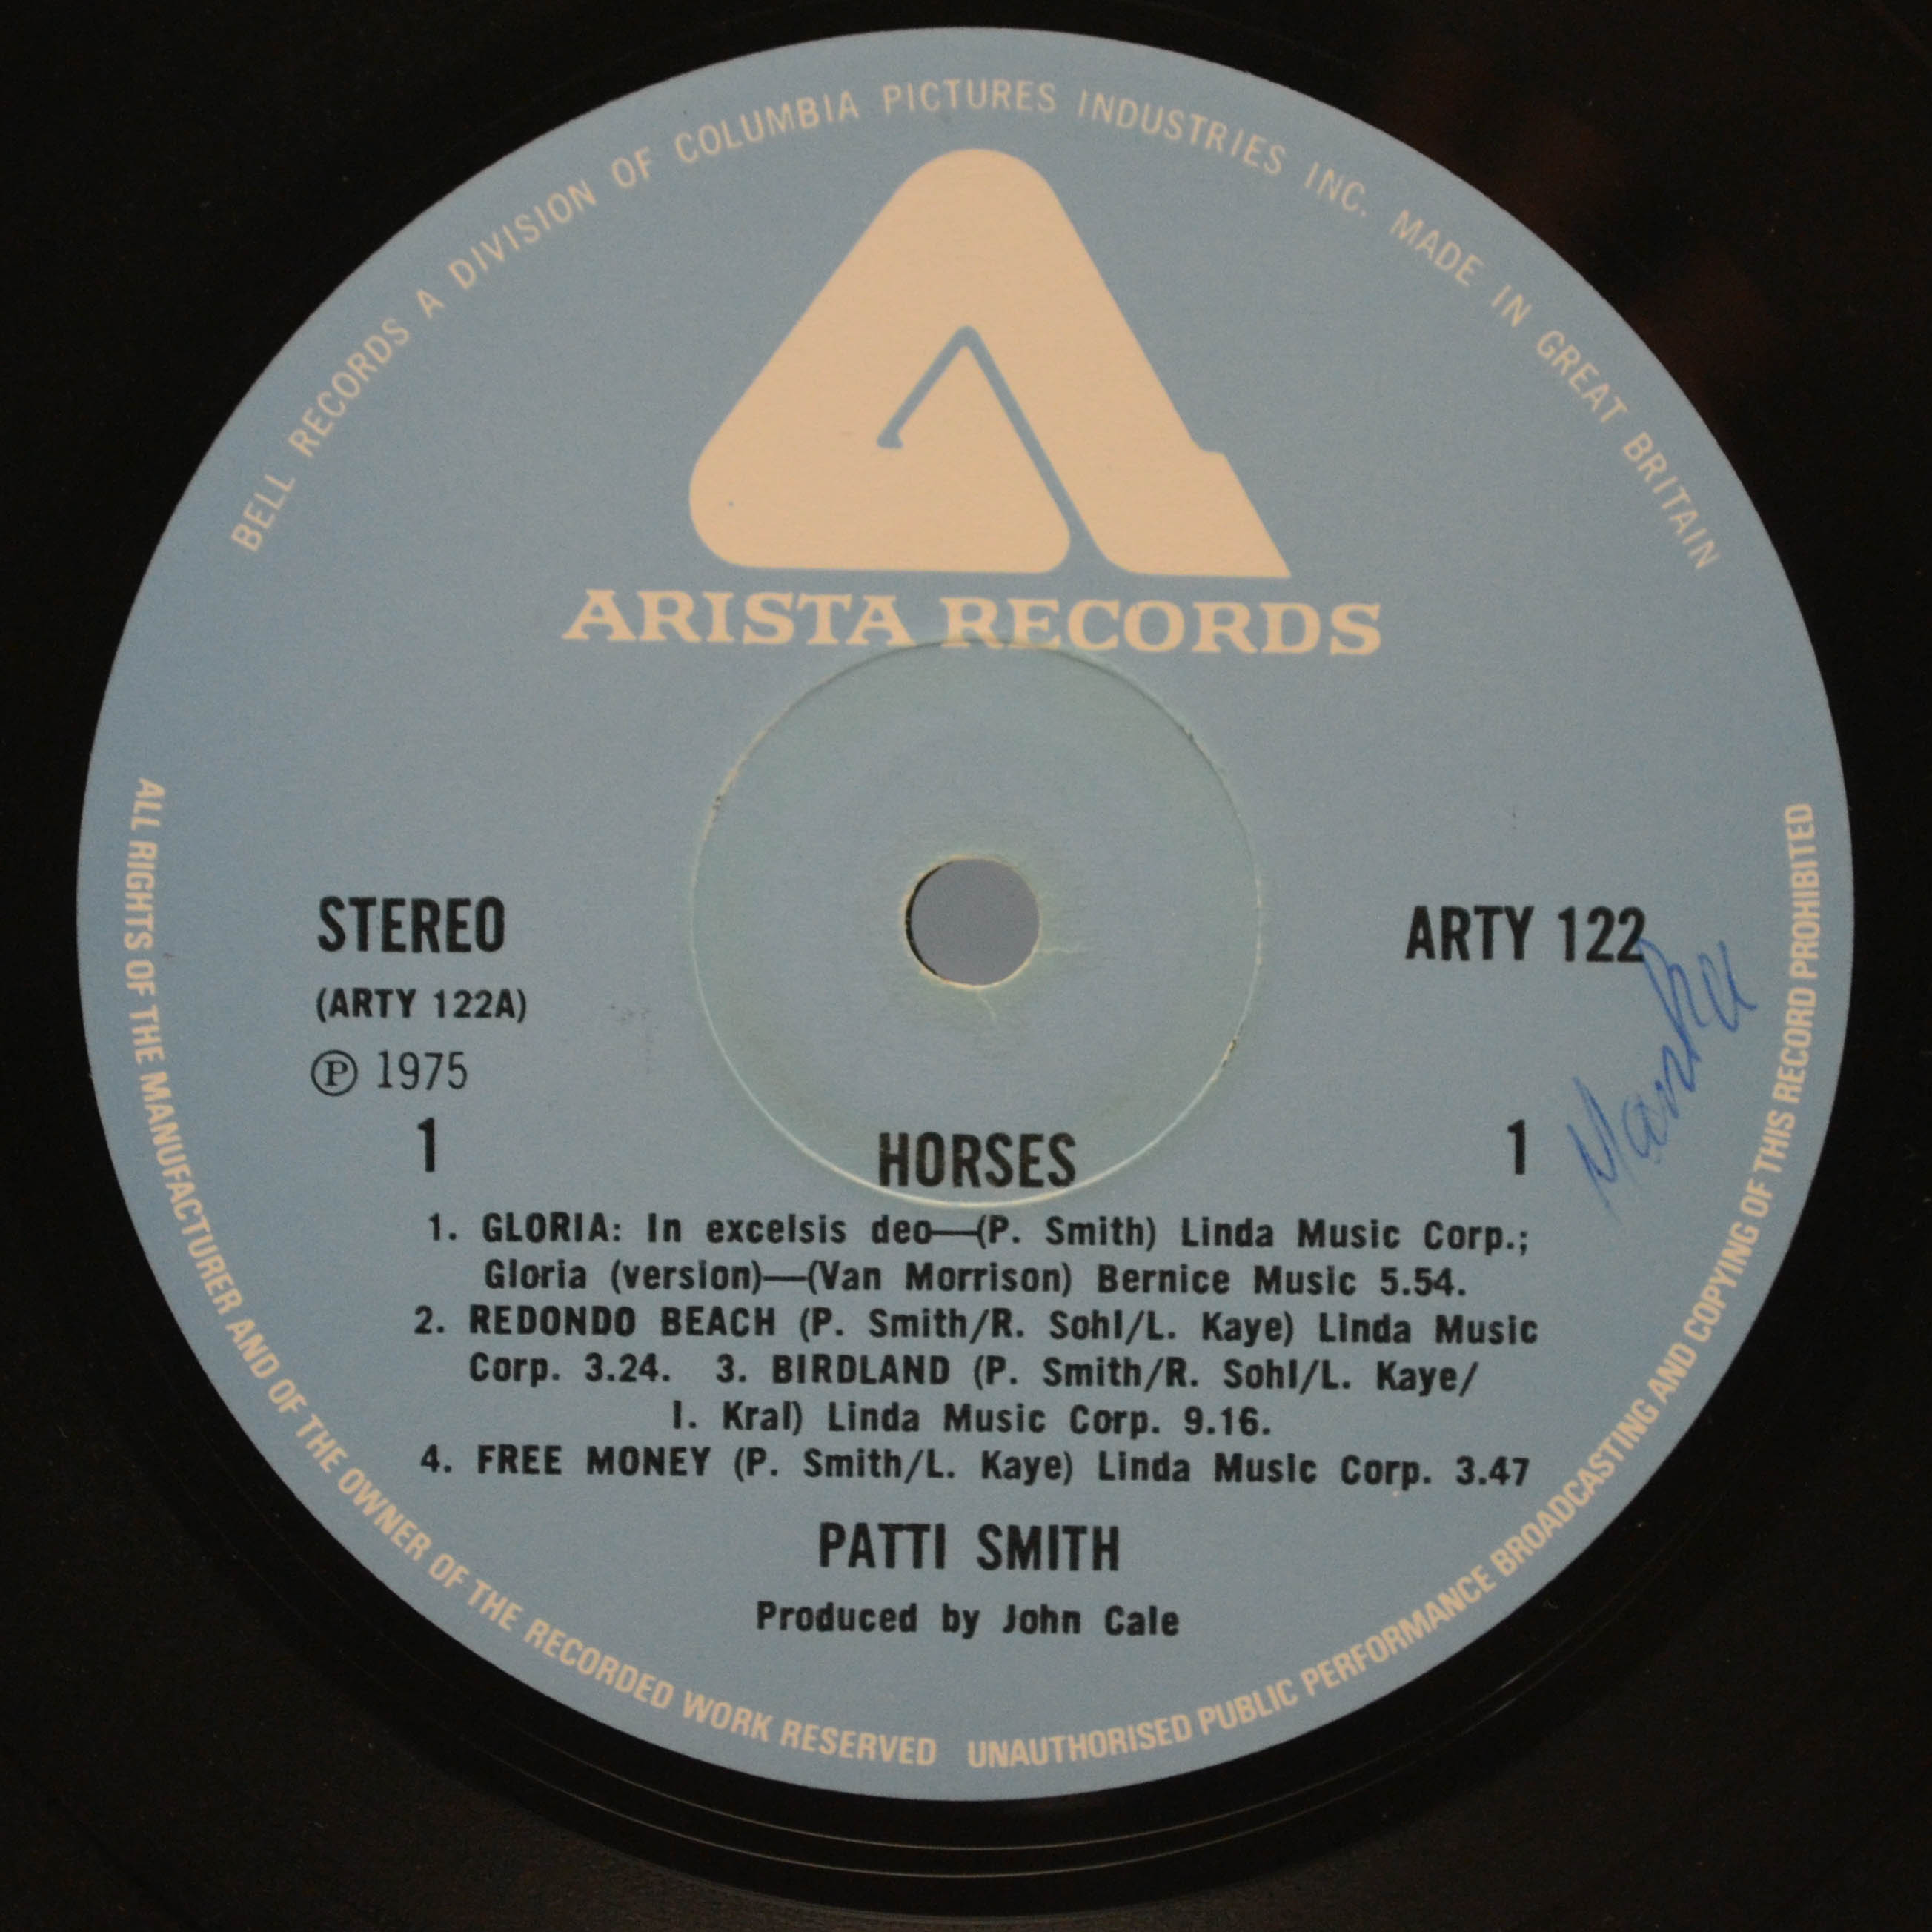 BELL RECORDS A DIVISION OF COLUMBIA PICTURES INDUSTRIES INC. MADE IN GREAT BRITAIN
ARISTA RECORDS
STEREO
ARTY 122
(ARTY 122A)
℗ 1975
1 HORSES 1
1. GLORIA: In excelsis deo—(P. Smith) Linda Music Corp.;
Gloria (version)—(Van Morrison) Bernice Music 5.54.
2. REDONDO BEACH (P. Smith/R. Sohl/L. Kaye) Linda Music
Corp. 3.24. 3. BIRDLAND (P. Smith/R. Sohl/L. Kaye/
I. Kral) Linda Music Corp. 9.16.
4. FREE MONEY (P. Smith/L. Kaye) Linda Music Corp. 3.47
PATTI SMITH
Produced by John Cale
ALL RIGHTS OF THE MANUFACTURER AND OF THE OWNER OF THE RECORDED WORK RESERVED UNAUTHORISED PUBLIC PERFORMANCE BROADCASTING AND COPYING OF THIS RECORD PROHIBITED